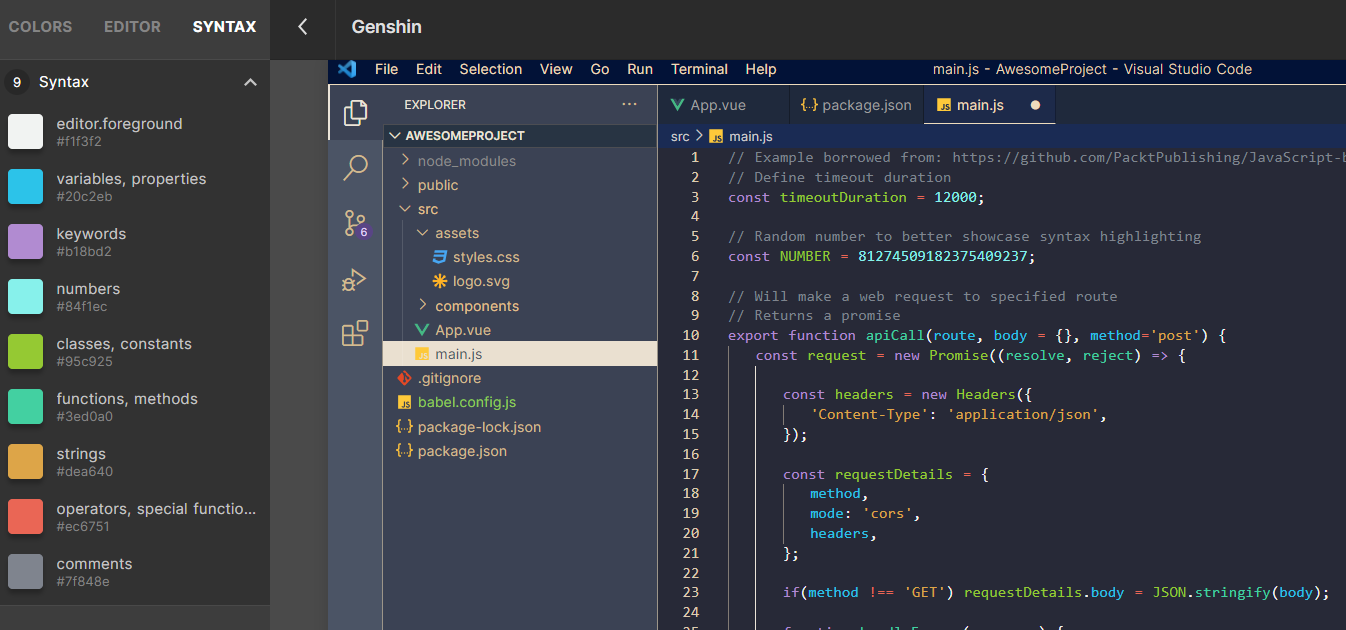 COLORS EDITOR SYNTAX
Genshin
9 Syntax
editor.foreground
#f1f3f2
variables, properties
#20c2eb
keywords
#b18bd2
numbers
#84f1ec
classes, constants
#95c925
functions, methods
#3ed0a0
strings
#dea640
operators, special functio...
#ec6751
comments
#7f848e
File Edit Selection View Go Run Terminal Help main.js - AwesomeProject - Visual Studio Code
EXPLORER ...
AWESOMEPROJECT
node_modules
public
src
assets
styles.css
logo.svg
components
App.vue
JS main.js
.gitignore
JS babel.config.js
{..} package-lock.json
{..} package.json
6
App.vue {..} package.json JS main.js
src > JS main.js
1 // Example borrowed from: https://github.com/PacktPublishing/JavaScript-b
2 // Define timeout duration
3 const timeoutDuration = 12000;
4
5 // Random number to better showcase syntax highlighting
6 const NUMBER = 81274509182375409237;
7
8 // Will make a web request to specified route
9 // Returns a promise
10 export function apiCall(route, body = {}, method='post') {
11 const request = new Promise((resolve, reject) => {
12
13 const headers = new Headers({
14 'Content-Type': 'application/json',
15 });
16
17 const requestDetails = {
18 method,
19 mode: 'cors',
20 headers,
21 };
22
23 if(method !== 'GET') requestDetails.body = JSON.stringify(body);
24